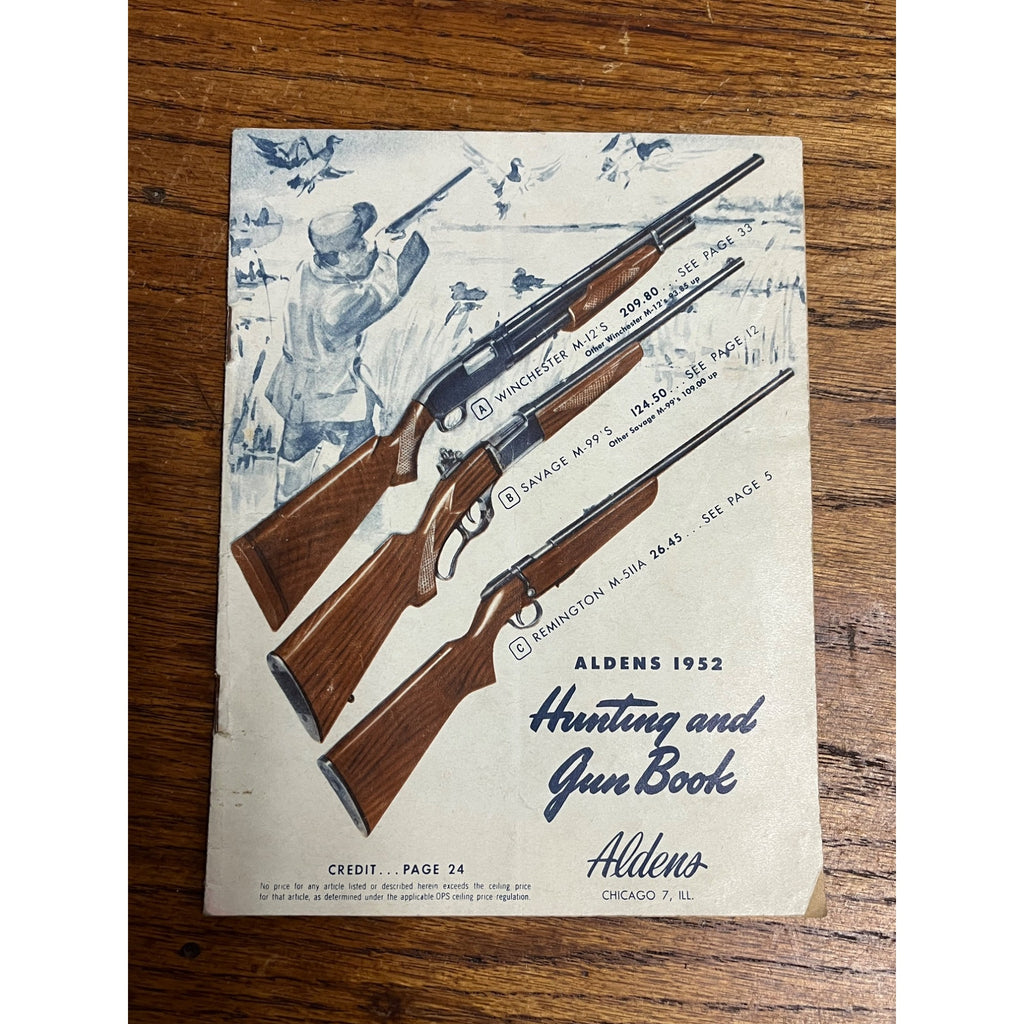 A WINCHESTER M-12'S 209.80... SEE PAGE 33
Other Winchester M-12's 93.85 up
B SAVAGE M-99'S 124.50... SEE PAGE 12
Other Savage M-99's 109.00 up
C REMINGTON M-511A 26.45...SEE PAGE 5
ALDENS 1952
Hunting and
Gun Book
Aldens
CHICAGO 7, ILL.
CREDIT...PAGE 24
No price for any article listed or described herein exceeds the ceiling price
for that article, as determined under the applicable OPS ceiling price regulation.